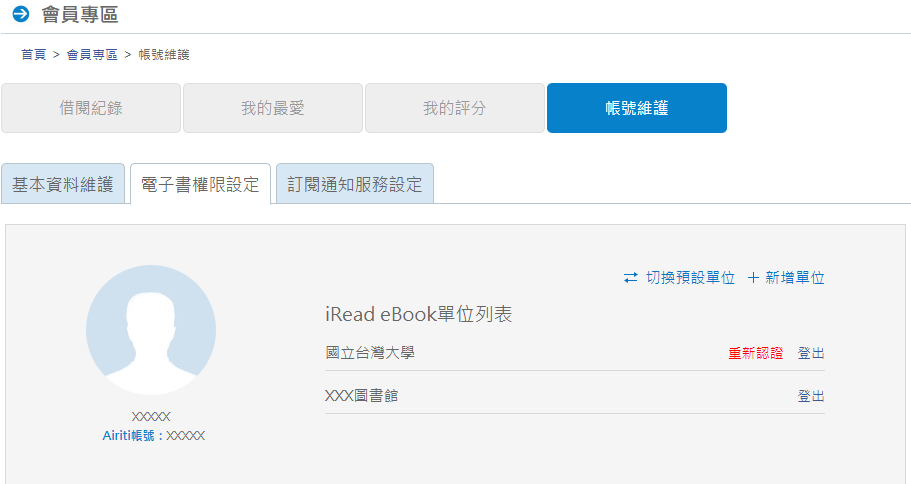 會員專區
首頁 > 會員專區 > 帳號維護
借閱紀錄 我的最愛 我的評分 帳號維護
基本資料維護 電子書權限設定 訂閱通知服務設定
切換預設單位 + 新增單位
iRead eBook單位列表
國立台灣大學 重新認證 登出
XXX圖書館 登出
XXXXX
Airiti帳號：XXXXX